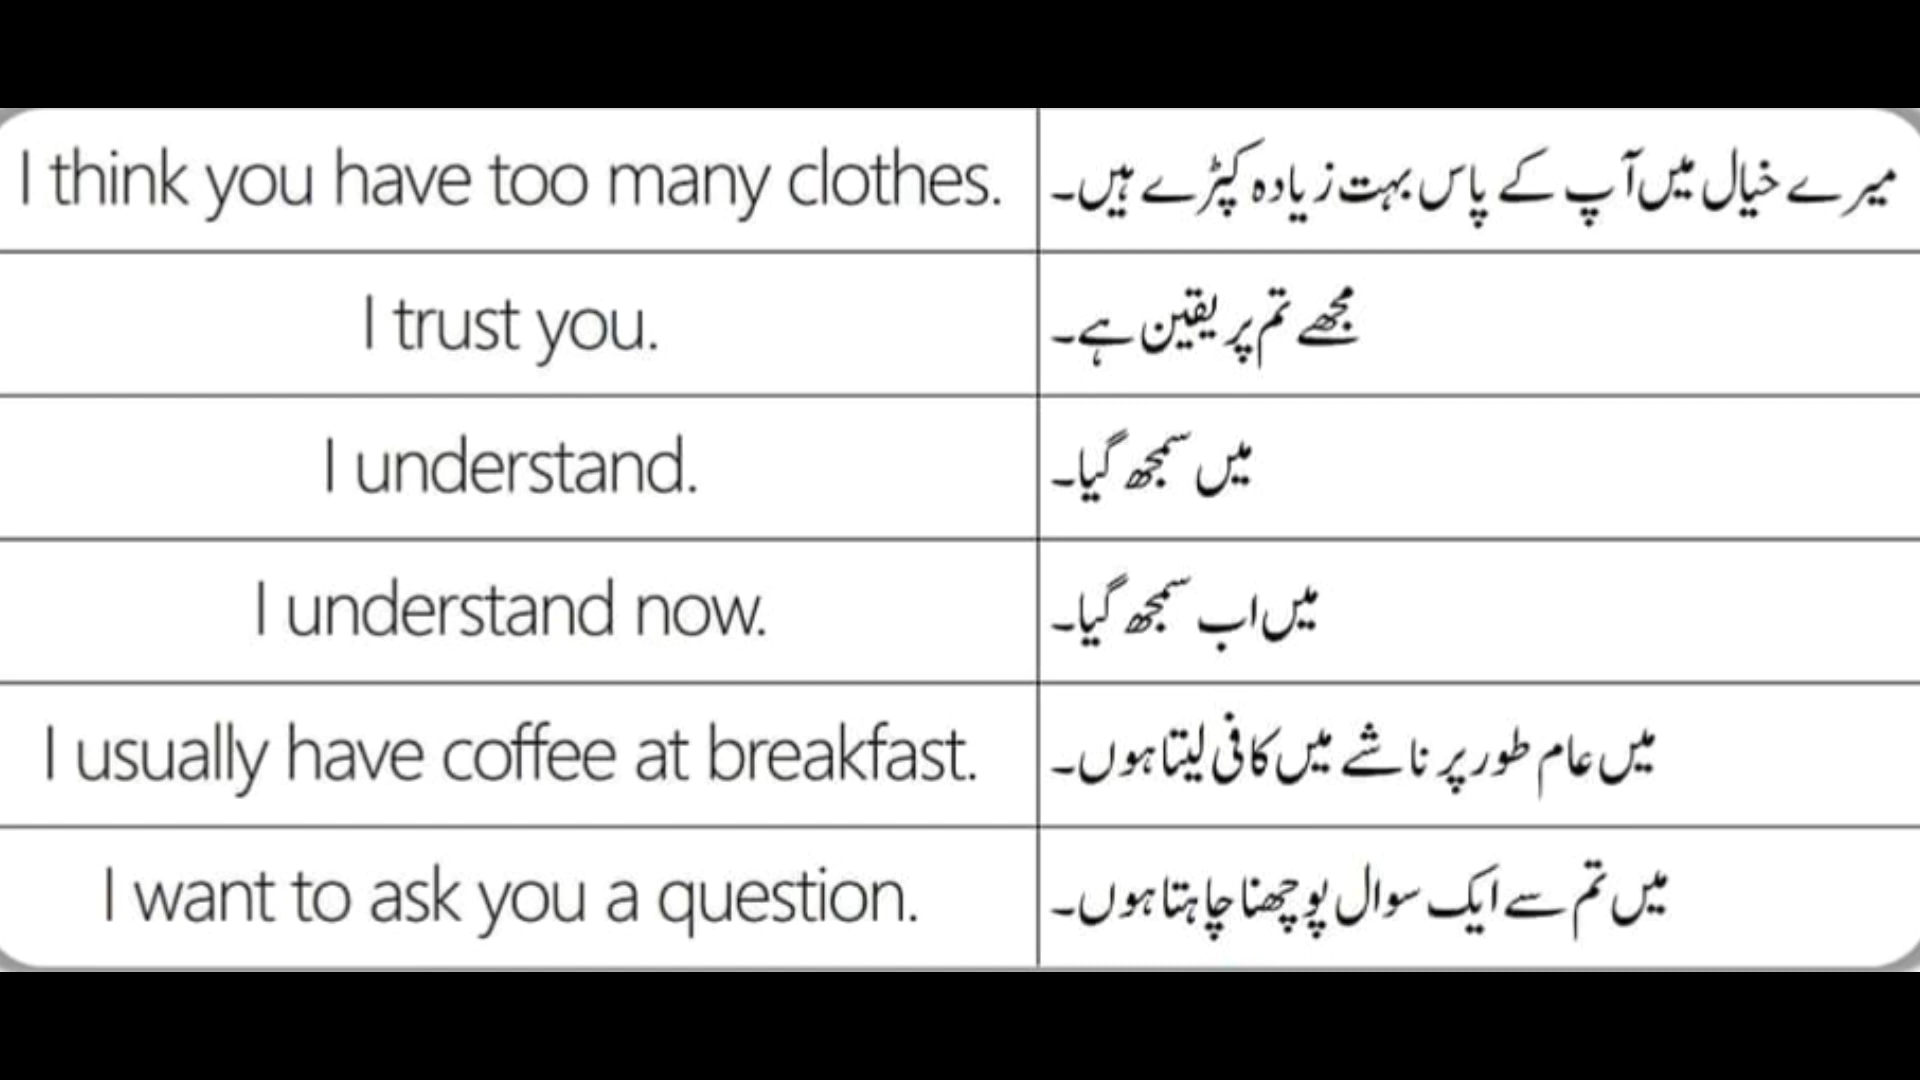 I think you have too many clothes.
میرے خیال میں آپ کے پاس بہت زیادہ کپڑے ہیں۔
I trust you.
مجھے تم پر یقین ہے۔
I understand.
میں سمجھ گیا۔
I understand now.
میں اب سمجھ گیا۔
I usually have coffee at breakfast.
میں عام طور پر ناشے میں کافی لیتا ہوں۔
I want to ask you a question.
میں تم سے ایک سوال پوچھنا چاہتا ہوں۔